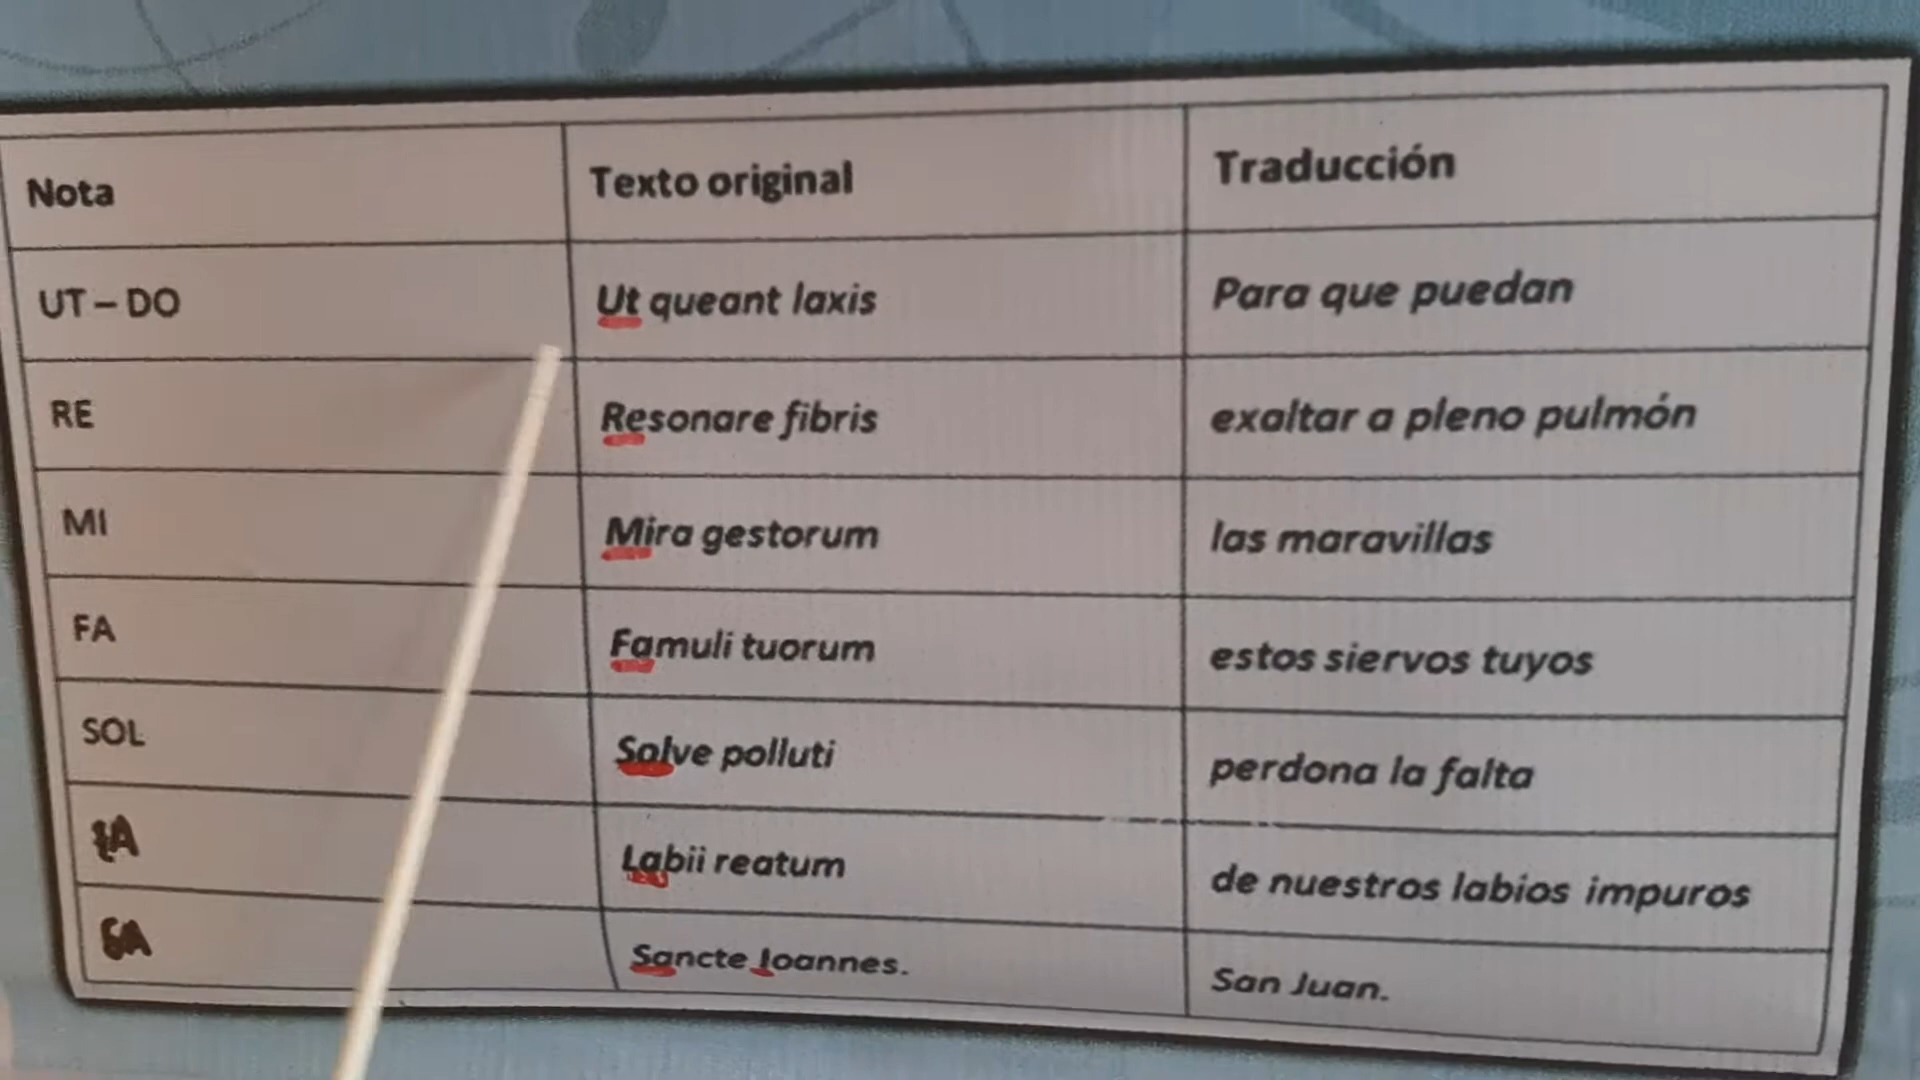 Nota Texto original Traducción
UT – DO Ut queant laxis Para que puedan
RE Resonare fibris exaltar a pleno pulmón
MI Mira gestorum las maravillas
FA Famuli tuorum estos siervos tuyos
SOL Solve polluti perdona la falta
LA Labii reatum de nuestros labios impuros
SA Sancte Ioannes. San Juan.